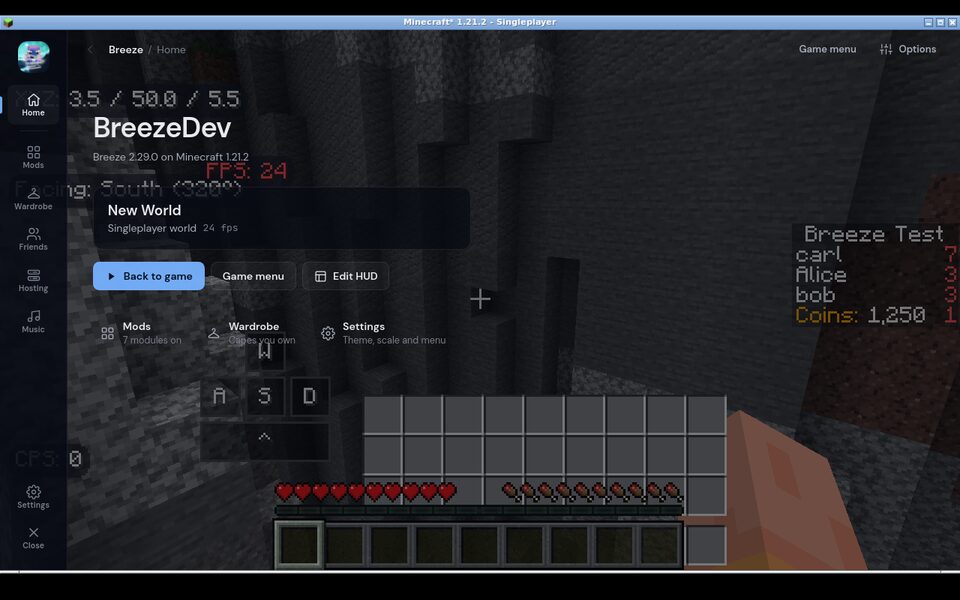 Minecraft* 1.21.2 - Singleplayer
Breeze / Home
Game menu
Options
Home
Mods
Wardrobe
Friends
Hosting
Music
Settings
Close
3.5 / 50.0 / 5.5
BreezeDev
Breeze 2.29.0 on Minecraft 1.21.2
FPS: 24
Facing: South (320°)
New World
Singleplayer world 24 fps
Back to game
Game menu
Edit HUD
Mods
7 modules on
Wardrobe
Capes you own
Settings
Theme, scale and menu
W
A S D
^
CPS: 0
Breeze Test
carl 7
Alice 3
bob 3
Coins: 1,250 1